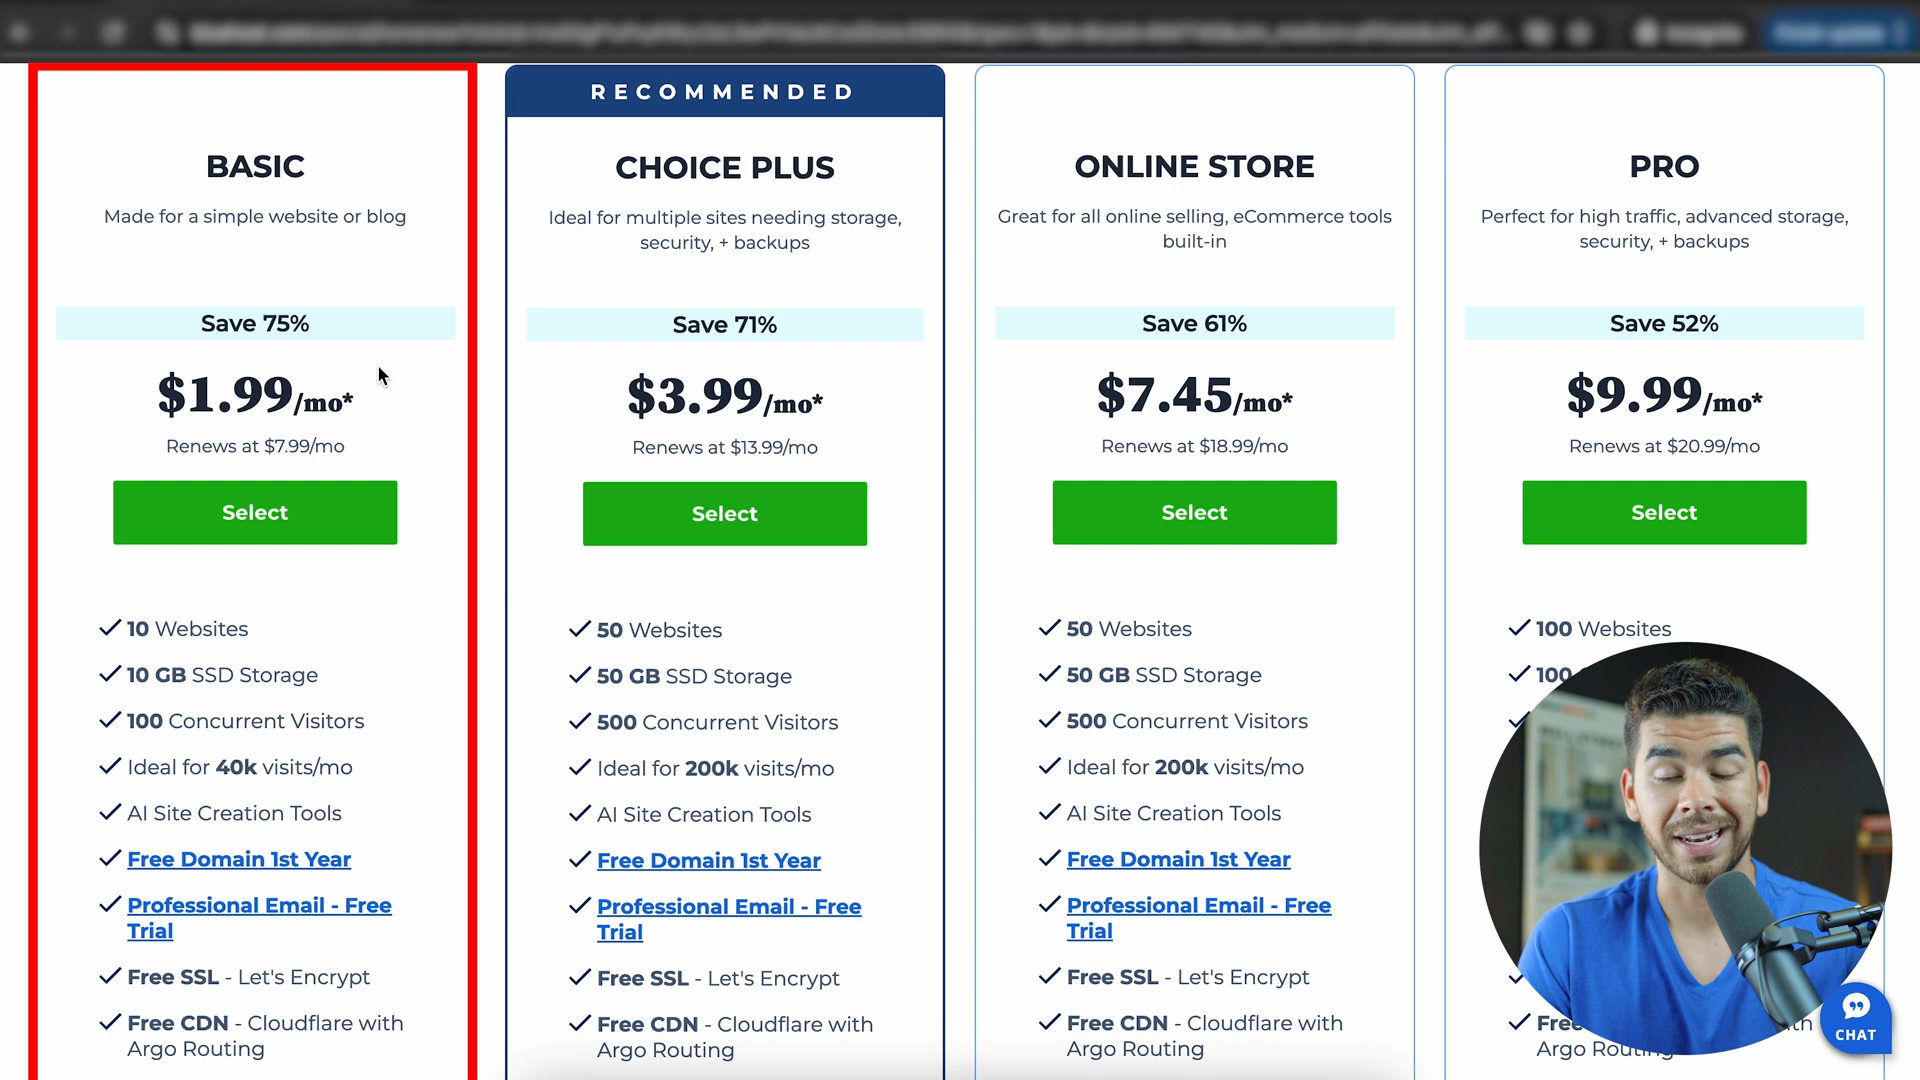 BASIC
Made for a simple website or blog
Save 75%
$1.99/mo*
Renews at $7.99/mo
Select
10 Websites
10 GB SSD Storage
100 Concurrent Visitors
Ideal for 40k visits/mo
AI Site Creation Tools
Free Domain 1st Year
Professional Email - Free
Trial
Free SSL - Let's Encrypt
Free CDN - Cloudflare with
Argo Routing
RECOMMENDED
CHOICE PLUS
Ideal for multiple sites needing storage,
security, + backups
Save 71%
$3.99/mo*
Renews at $13.99/mo
Select
50 Websites
50 GB SSD Storage
500 Concurrent Visitors
Ideal for 200k visits/mo
AI Site Creation Tools
Free Domain 1st Year
Professional Email - Free
Trial
Free SSL - Let's Encrypt
Free CDN - Cloudflare with
Argo Routing
ONLINE STORE
Great for all online selling, eCommerce tools
built-in
Save 61%
$7.45/mo*
Renews at $18.99/mo
Select
50 Websites
50 GB SSD Storage
500 Concurrent Visitors
Ideal for 200k visits/mo
AI Site Creation Tools
Free Domain 1st Year
Professional Email - Free
Trial
Free SSL - Let's Encrypt
Free CDN - Cloudflare with
Argo Routing
PRO
Perfect for high traffic, advanced storage,
security, + backups
Save 52%
$9.99/mo*
Renews at $20.99/mo
Select
100 Websites
100
Free
Argo Routing
CHAT